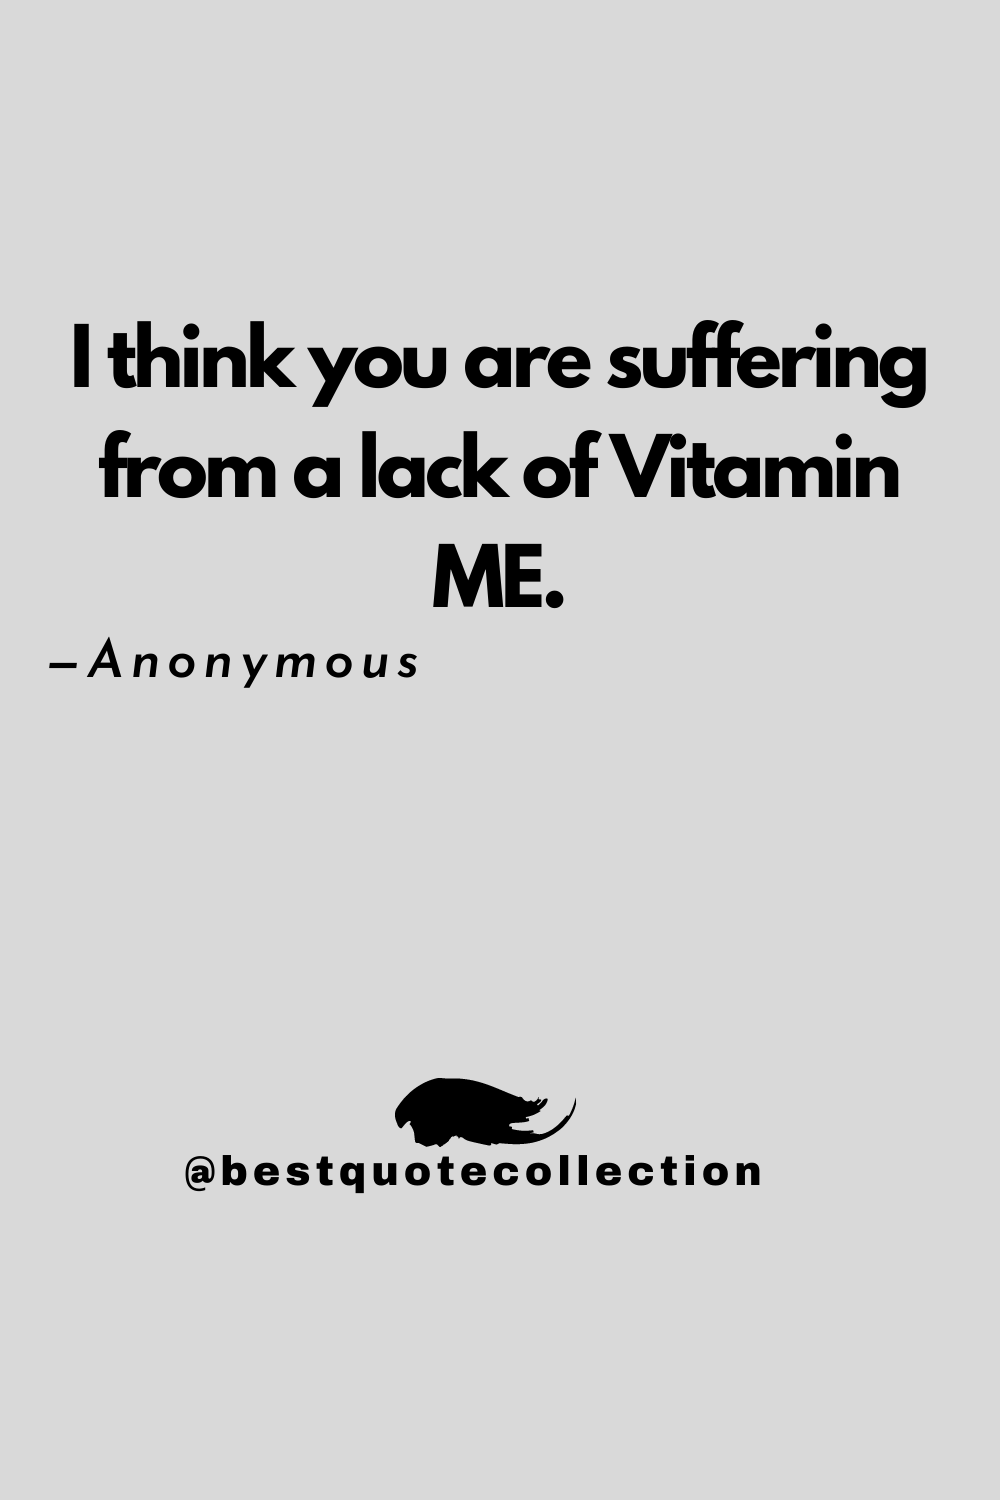 I think you are suffering
from a lack of Vitamin
ME.
—Anonymous
@bestquotecollection